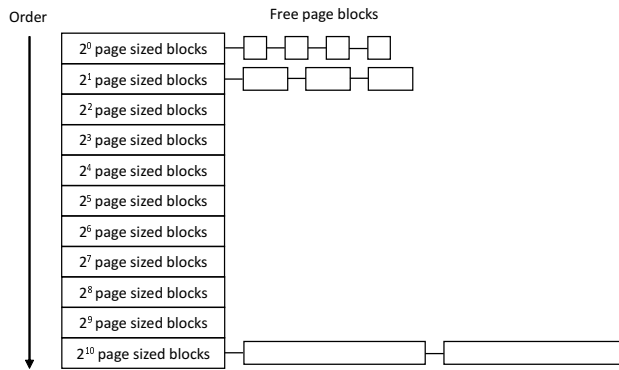 Order
Free page blocks
2⁰ page sized blocks
2¹ page sized blocks
2² page sized blocks
2³ page sized blocks
2⁴ page sized blocks
2⁵ page sized blocks
2⁶ page sized blocks
2⁷ page sized blocks
2⁸ page sized blocks
2⁹ page sized blocks
2¹⁰ page sized blocks